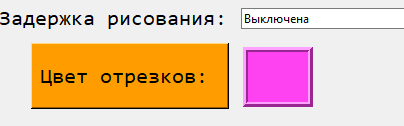 Задержка рисования: Выключена
Цвет отрезков: